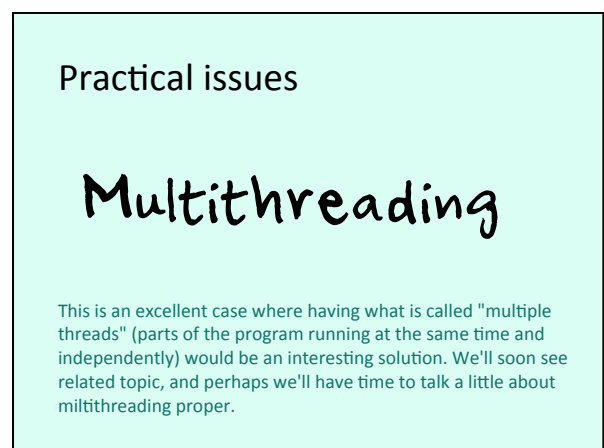 Practical issues
Multithreading
This is an excellent case where having what is called "multiple
threads" (parts of the program running at the same time and
independently) would be an interesting solution. We'll soon see
related topic, and perhaps we'll have time to talk a little about
miltithreading proper.